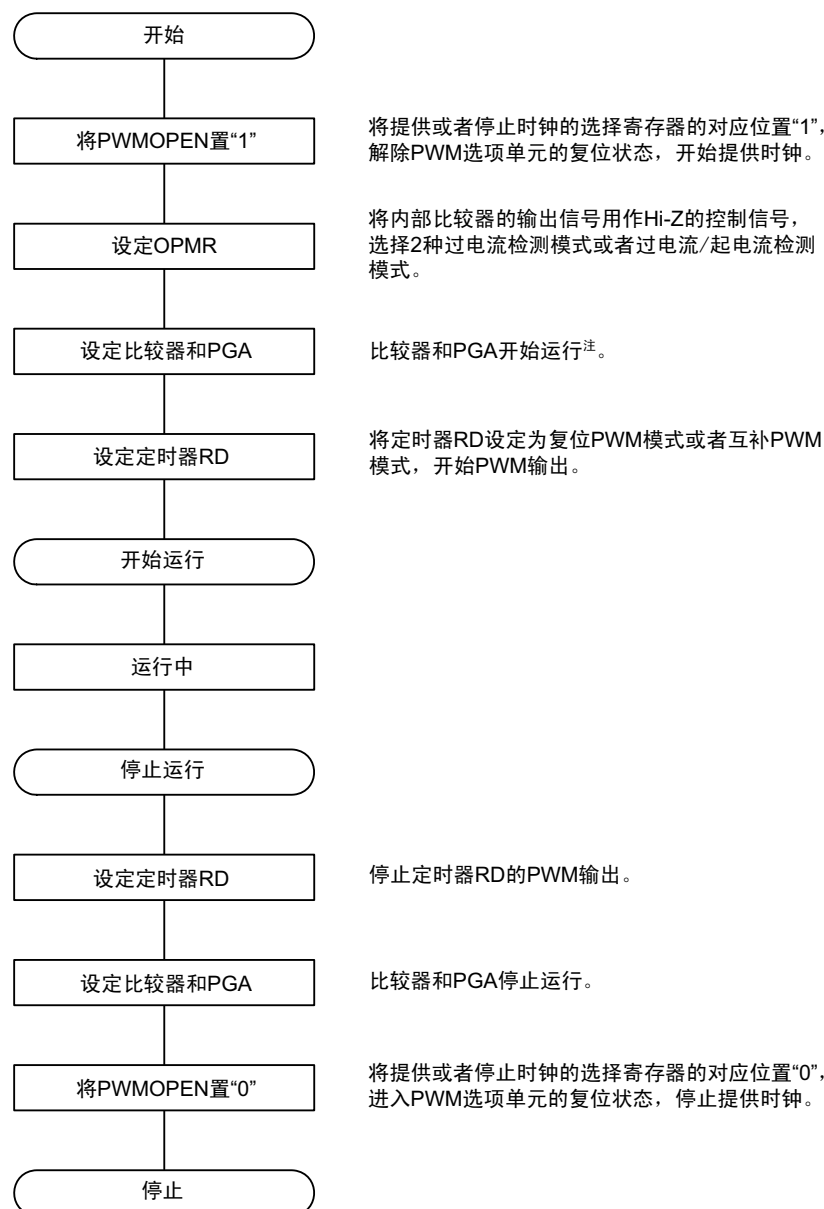 开始
将PWMOPEN置“1”
将提供或者停止时钟的选择寄存器的对应位置“1”,
解除PWM选项单元的复位状态，开始提供时钟。
设定OPMR
将内部比较器的输出信号用作Hi-Z的控制信号，
选择2种过电流检测模式或者过电流/起电流检测
模式。
设定比较器和PGA
比较器和PGA开始运行注。
设定定时器RD
将定时器RD设定为复位PWM模式或者互补PWM
模式，开始PWM输出。
开始运行
运行中
停止运行
设定定时器RD
停止定时器RD的PWM输出。
设定比较器和PGA
比较器和PGA停止运行。
将PWMOPEN置“0”
将提供或者停止时钟的选择寄存器的对应位置“0”,
进入PWM选项单元的复位状态，停止提供时钟。
停止